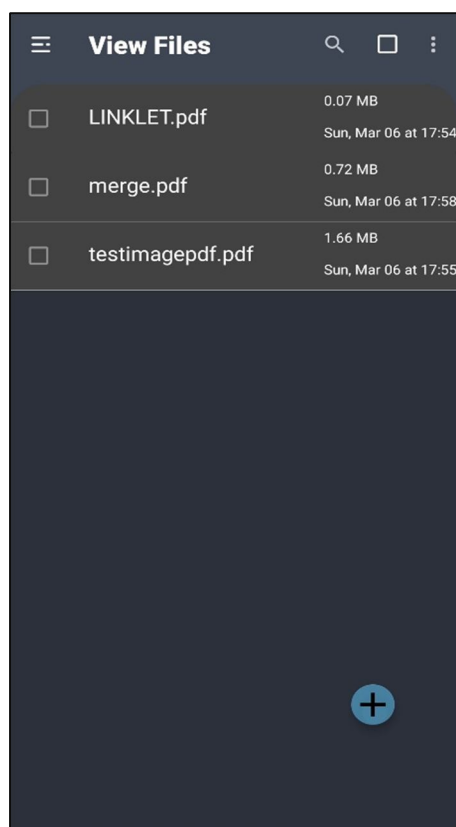 View Files
LINKLET.pdf
0.07 MB
Sun, Mar 06 at 17:54
merge.pdf
0.72 MB
Sun, Mar 06 at 17:58
testimagepdf.pdf
1.66 MB
Sun, Mar 06 at 17:55